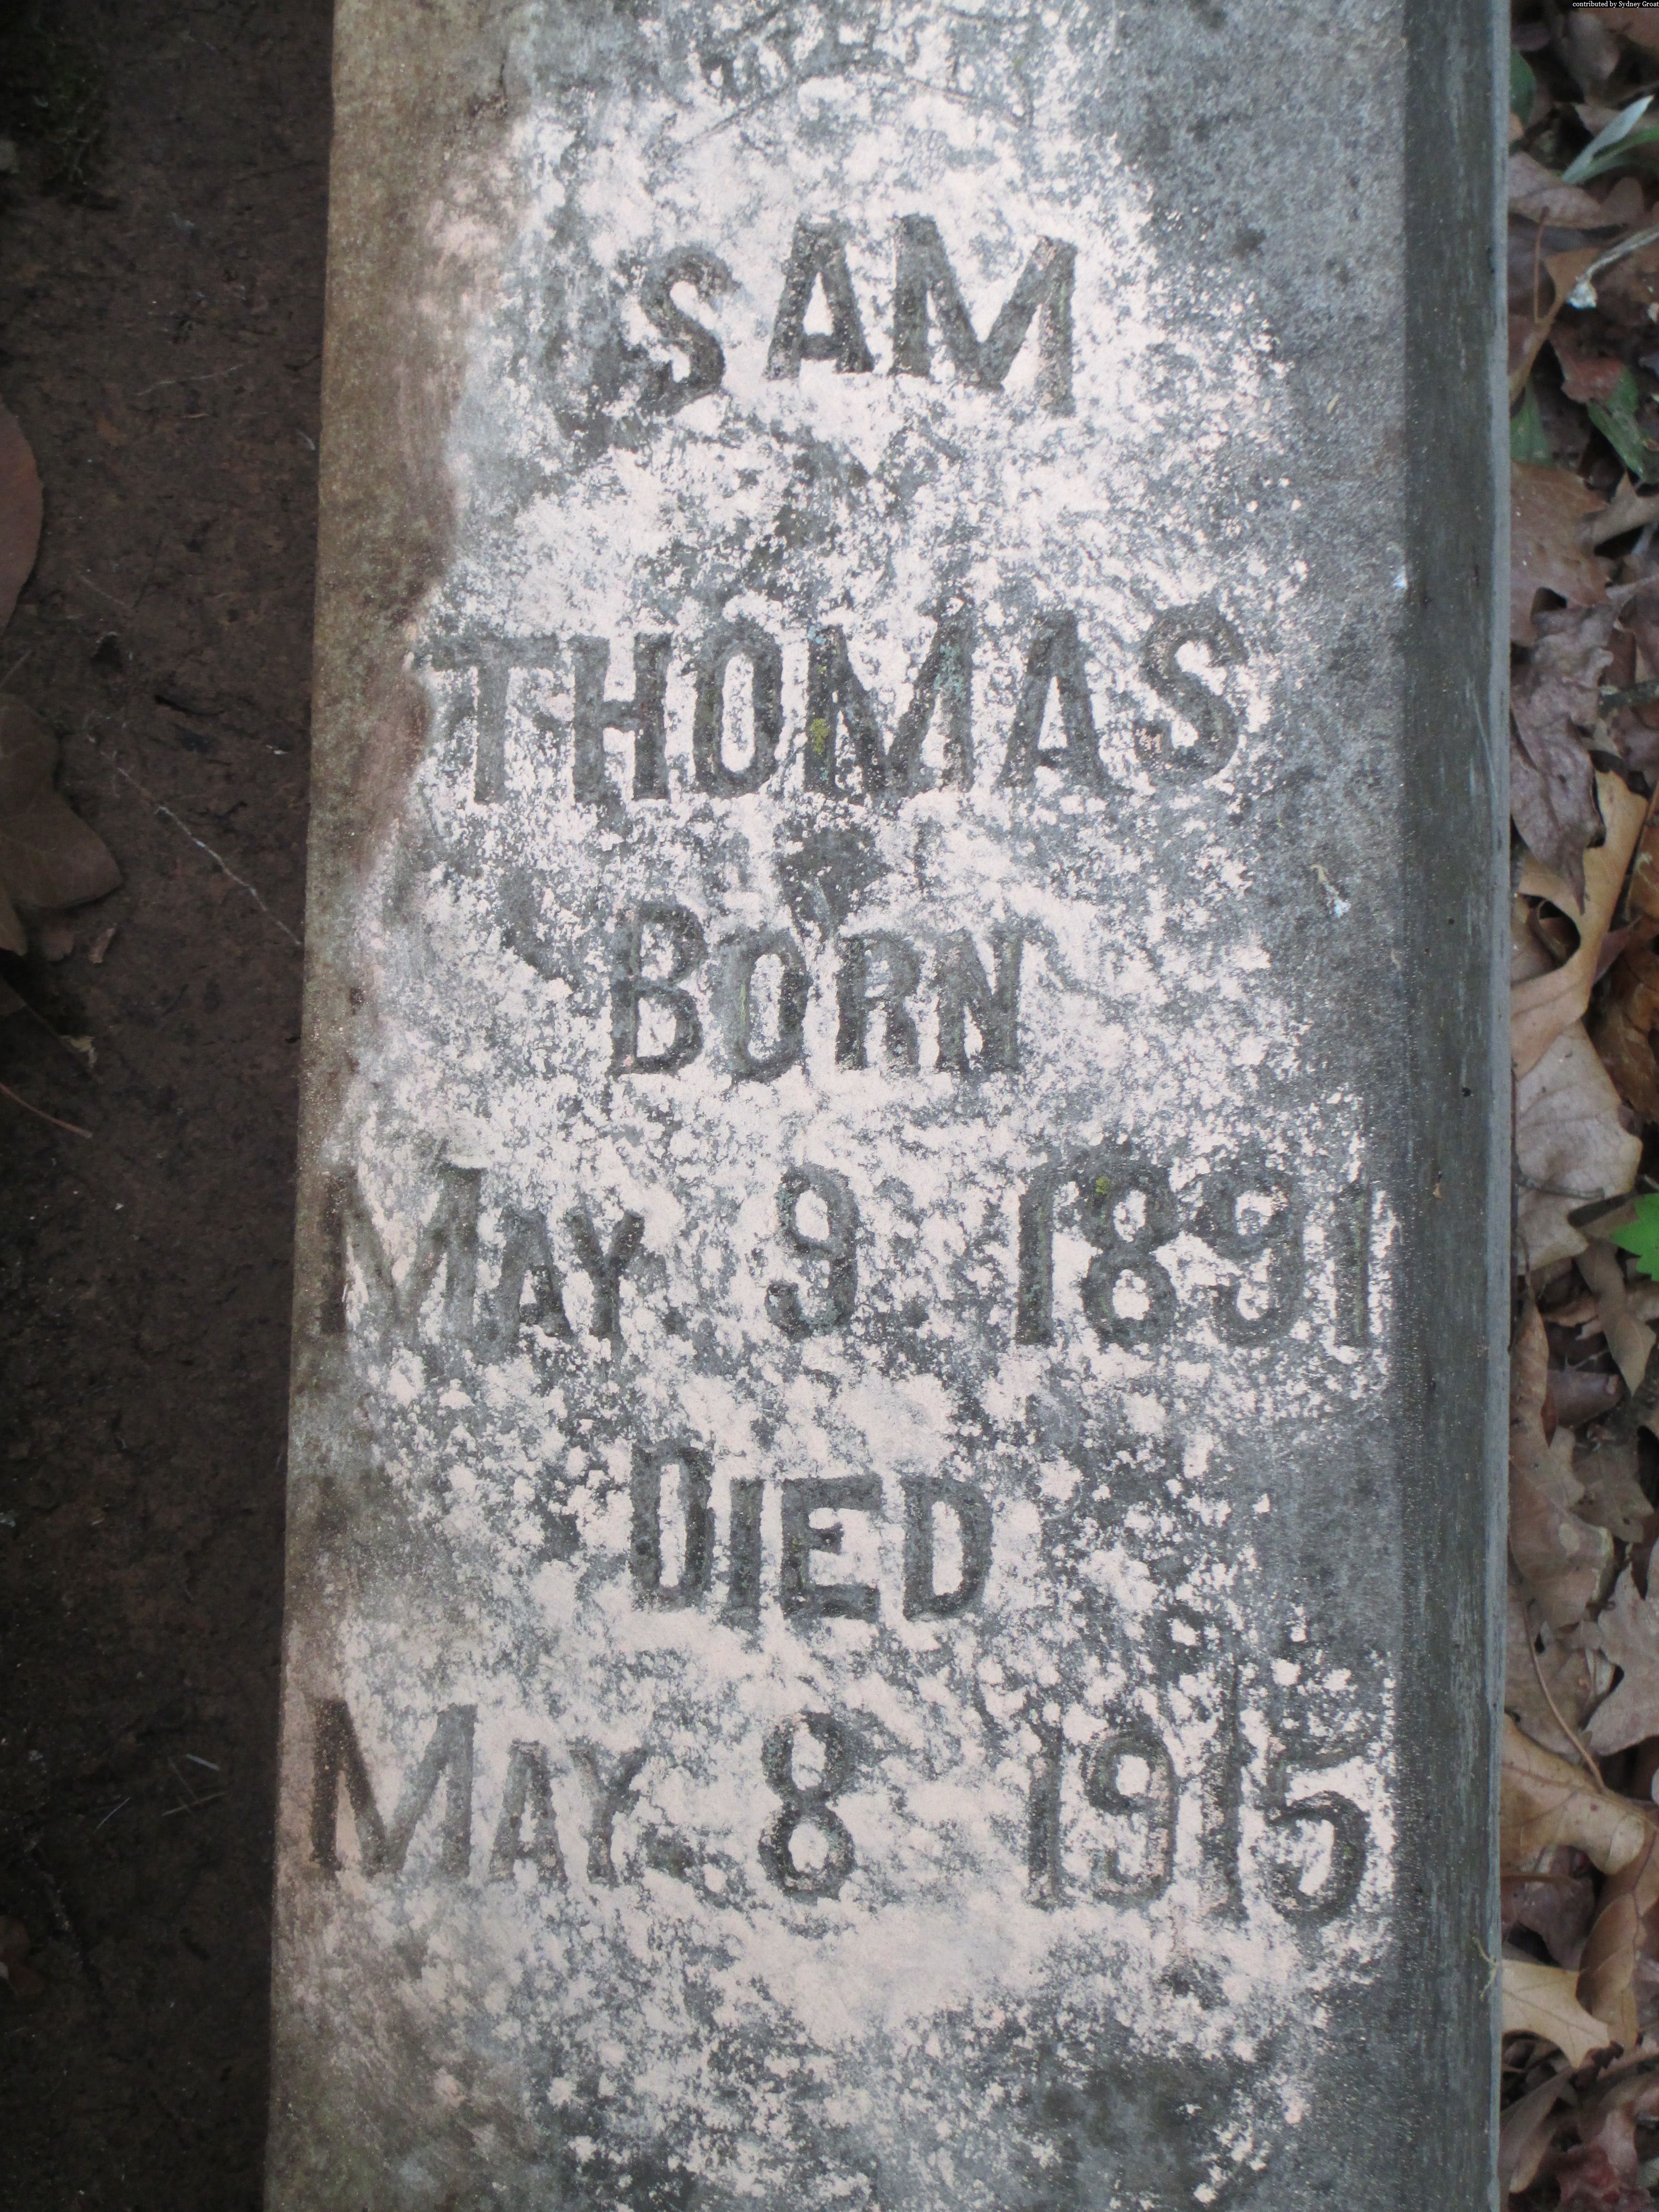 contributed by Sydney Groat
SAM
THOMAS
BORN
MAY 9. 1891
DIED
MAY 8 1915